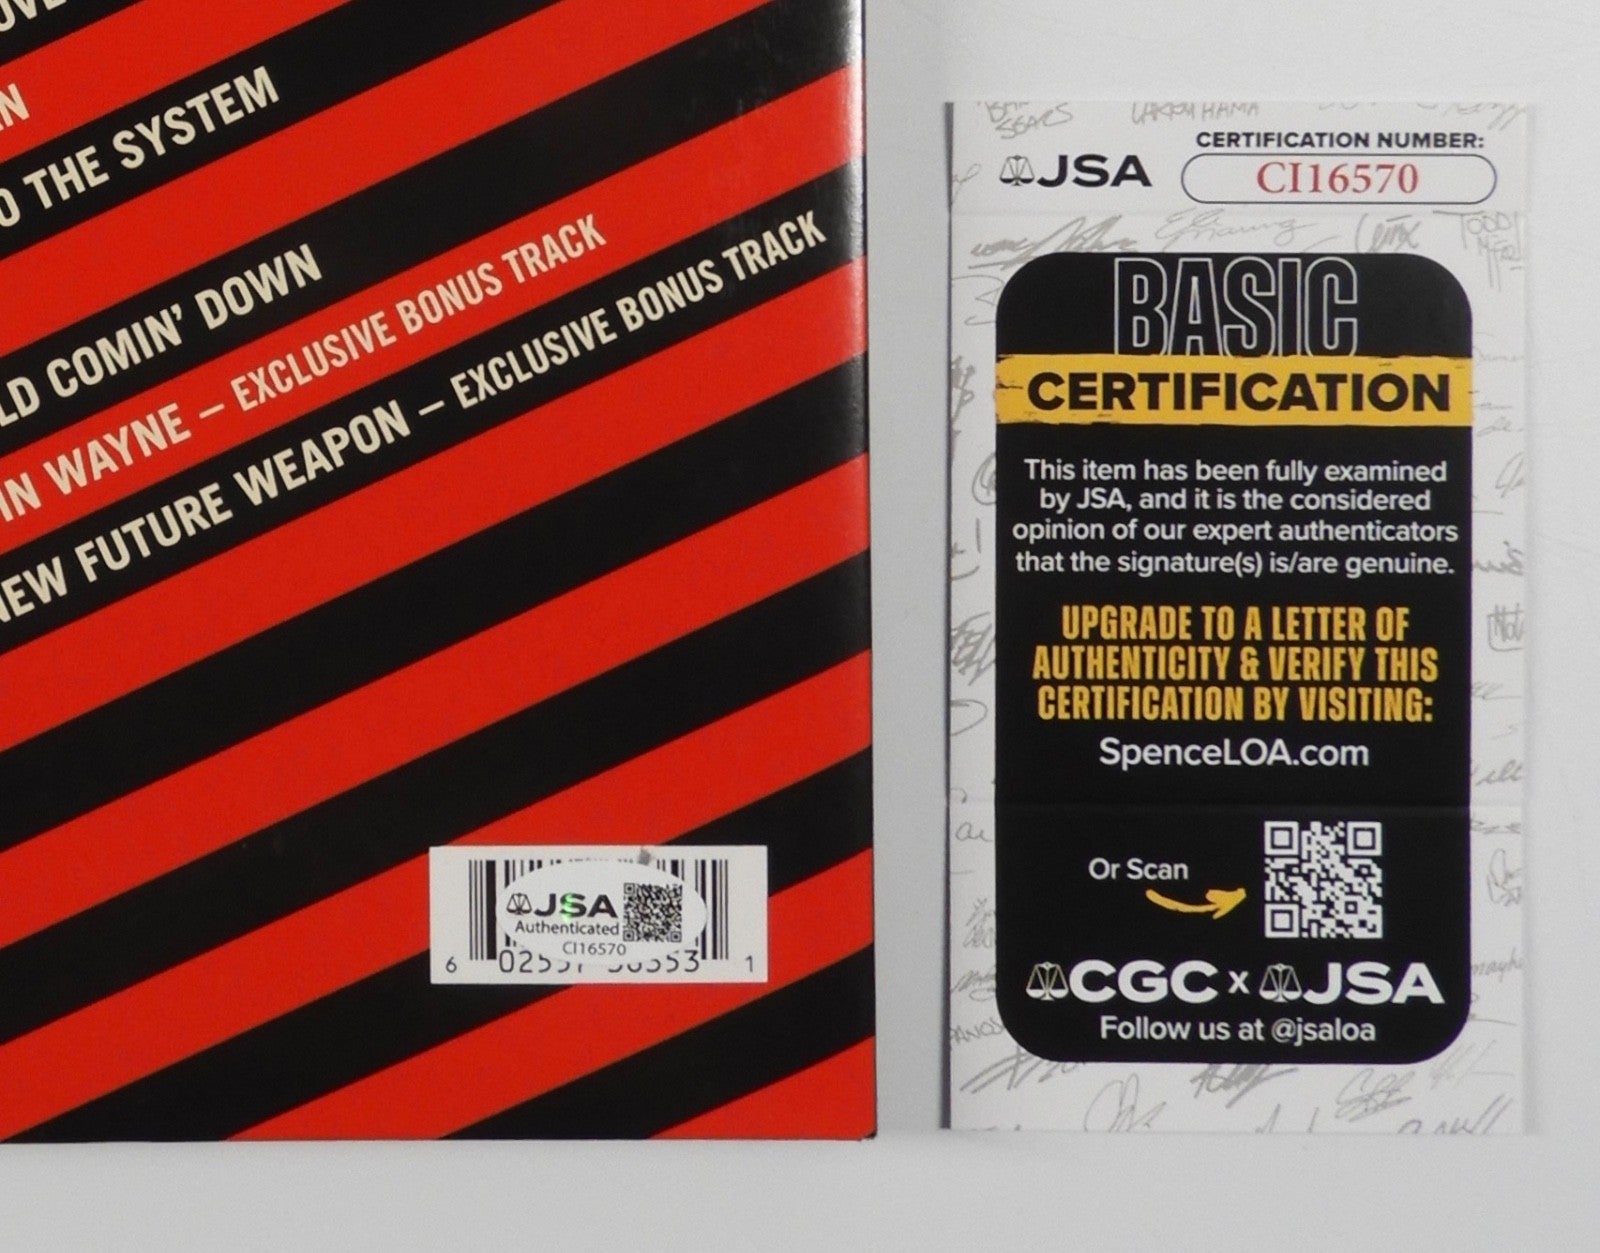 N
O THE SYSTEM
LD COMIN' DOWN
IN WAYNE – EXCLUSIVE BONUS TRACK
NEW FUTURE WEAPON – EXCLUSIVE BONUS TRACK
JSA
Authenticated
CI16570
6
1
LARRY HAMA
JSA
CERTIFICATION NUMBER:
CI16570
BASIC
CERTIFICATION
This item has been fully examined
by JSA, and it is the considered
opinion of our expert authenticators
that the signature(s) is/are genuine.
UPGRADE TO A LETTER OF
AUTHENTICITY & VERIFY THIS
CERTIFICATION BY VISITING:
SpenceLOA.com
Or Scan
CGC x JSA
Follow us at @jsaloa